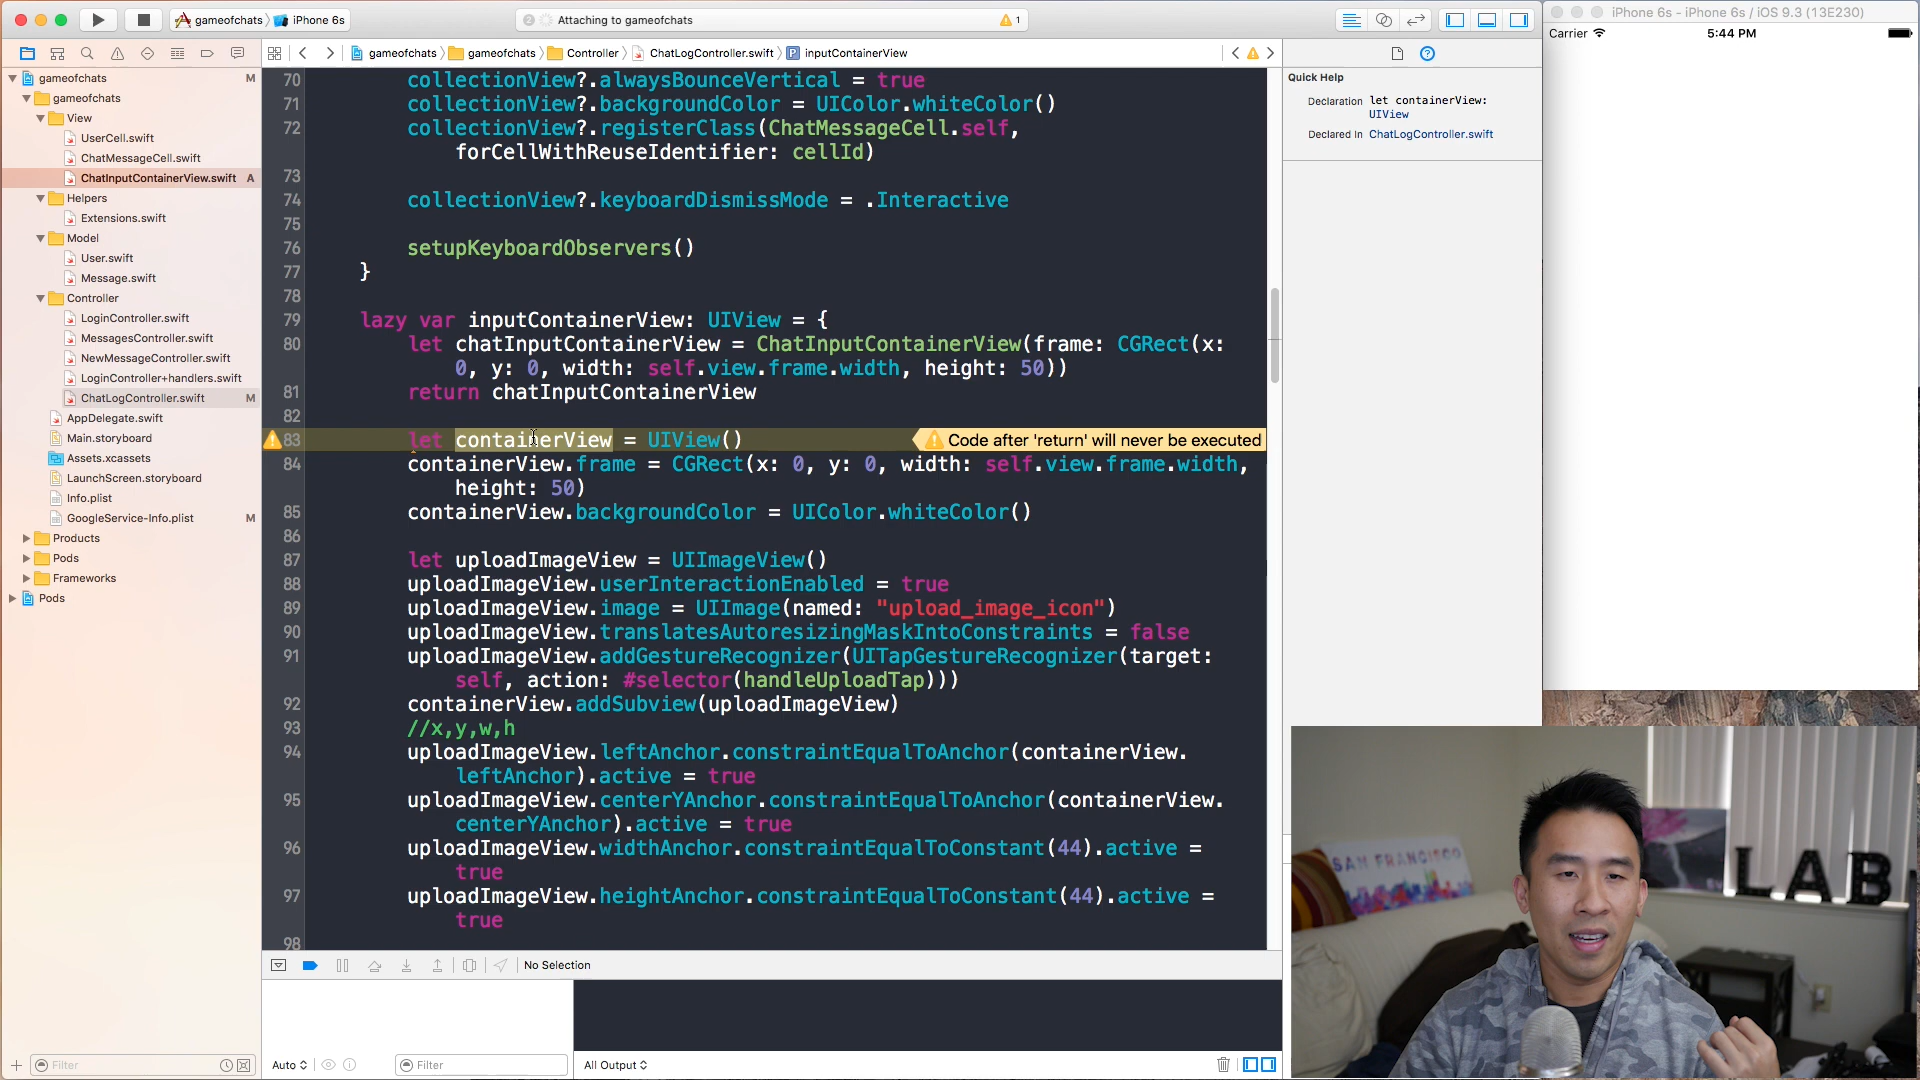 gameofchats
iPhone 6s
2
Attaching to gameofchats
1
iPhone 6s - iPhone 6s / iOS 9.3 (13E230)
Carrier
5:44 PM
gameofchats
gameofchats
Controller
ChatLogController.swift
P
inputContainerView
gameofchats
M
gameofchats
View
UserCell.swift
ChatMessageCell.swift
ChatInputContainerView.swift
A
Helpers
Extensions.swift
Model
User.swift
Message.swift
Controller
LoginController.swift
MessagesController.swift
NewMessageController.swift
LoginController+handlers.swift
ChatLogController.swift
M
AppDelegate.swift
Main.storyboard
Assets.xcassets
LaunchScreen.storyboard
Info.plist
GoogleService-Info.plist
M
Products
Pods
Frameworks
Pods
Filter
70 collectionView?.alwaysBounceVertical = true
71 collectionView?.backgroundColor = UIColor.whiteColor()
72 collectionView?.registerClass(ChatMessageCell.self,
forCellWithReuseIdentifier: cellId)
73
74 collectionView?.keyboardDismissMode = .Interactive
75
76 setupKeyboardObservers()
77 }
78
79 lazy var inputContainerView: UIView = {
80 let chatInputContainerView = ChatInputContainerView(frame: CGRect(x:
0, y: 0, width: self.view.frame.width, height: 50))
81 return chatInputContainerView
82
83 let containerView = UIView()
Code after 'return' will never be executed
84 containerView.frame = CGRect(x: 0, y: 0, width: self.view.frame.width,
height: 50)
85 containerView.backgroundColor = UIColor.whiteColor()
86
87 let uploadImageView = UIImageView()
88 uploadImageView.userInteractionEnabled = true
89 uploadImageView.image = UIImage(named: "upload_image_icon")
90 uploadImageView.translatesAutoresizingMaskIntoConstraints = false
91 uploadImageView.addGestureRecognizer(UITapGestureRecognizer(target:
self, action: #selector(handleUploadTap)))
92 containerView.addSubview(uploadImageView)
93 //x,y,w,h
94 uploadImageView.leftAnchor.constraintEqualToAnchor(containerView.
leftAnchor).active = true
95 uploadImageView.centerYAnchor.constraintEqualToAnchor(containerView.
centerYAnchor).active = true
96 uploadImageView.widthAnchor.constraintEqualToConstant(44).active =
true
97 uploadImageView.heightAnchor.constraintEqualToConstant(44).active =
true
98
No Selection
Auto
Filter
All Output
Quick Help
Declaration let containerView:
UIView
Declared In ChatLogController.swift
SAN FRANCISCO
LAB